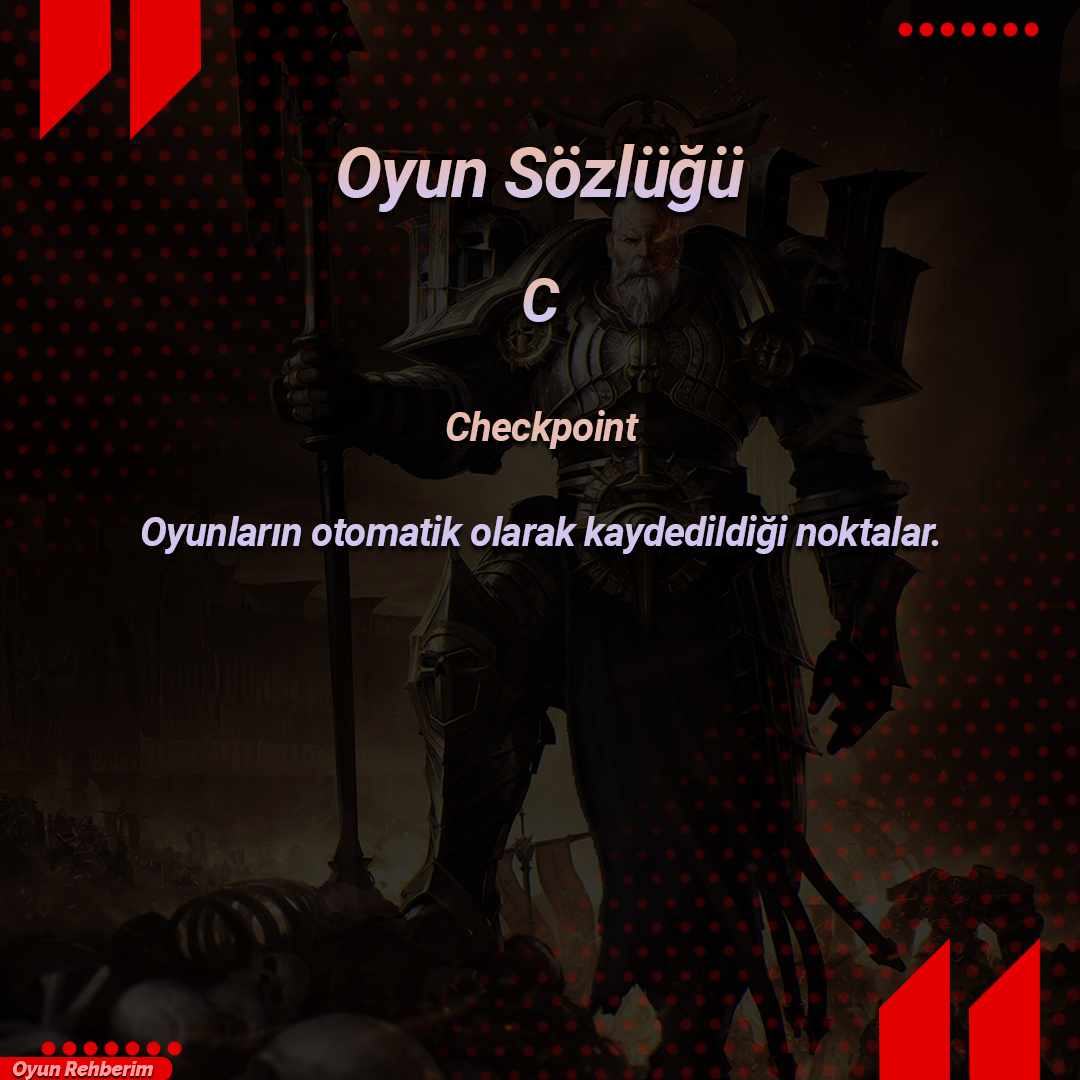 Oyun Sözlüğü
C
Checkpoint
Oyunların otomatik olarak kaydedildiği noktalar.
Oyun Rehberim